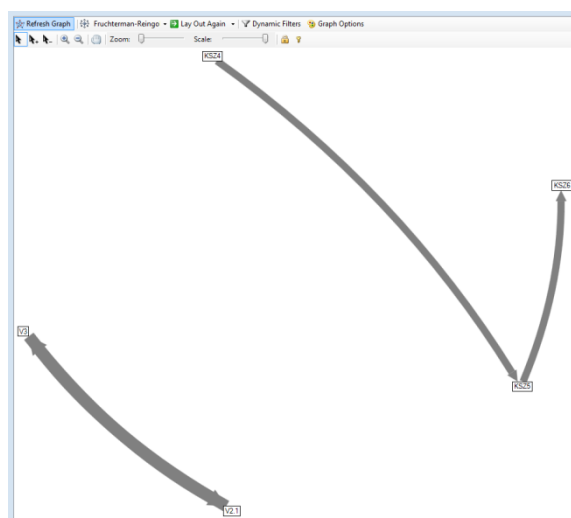 Refresh Graph Fruchterman-Reingo Lay Out Again Dynamic Filters Graph Options
Zoom: Scale:
KSZ4
KSZ6
V3
KSZ5
V2.1